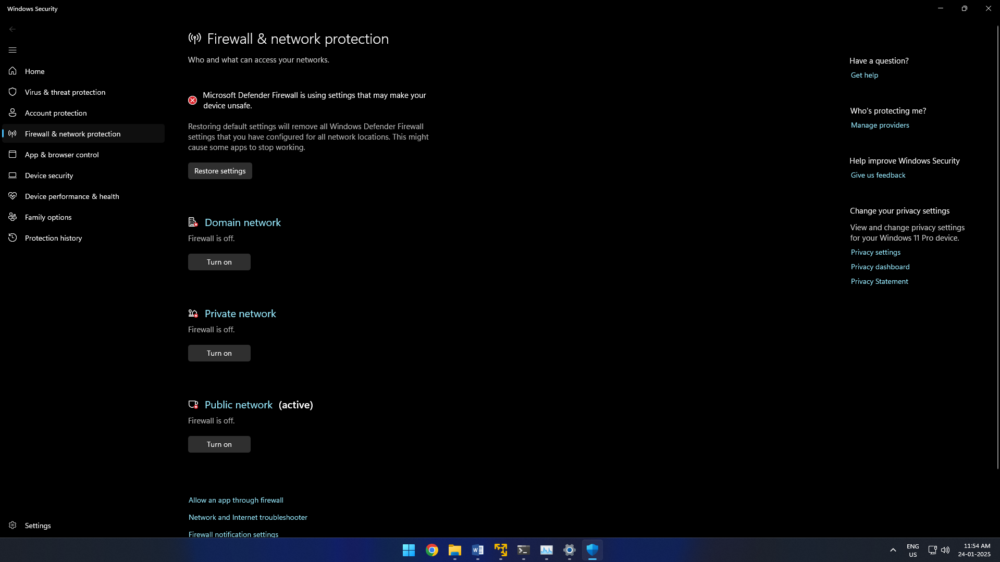 Windows Security
Home
Virus & threat protection
Account protection
Firewall & network protection
App & browser control
Device security
Device performance & health
Family options
Protection history
Settings
Firewall & network protection
Who and what can access your networks.
Microsoft Defender Firewall is using settings that may make your
device unsafe.
Restoring default settings will remove all Windows Defender Firewall
settings that you have configured for all network locations. This might
cause some apps to stop working.
Restore settings
Domain network
Firewall is off.
Turn on
Private network
Firewall is off.
Turn on
Public network (active)
Firewall is off.
Turn on
Allow an app through firewall
Network and Internet troubleshooter
Firewall notification settings
Have a question?
Get help
Who's protecting me?
Manage providers
Help improve Windows Security
Give us feedback
Change your privacy settings
View and change privacy settings
for your Windows 11 Pro device.
Privacy settings
Privacy dashboard
Privacy Statement
W
ENG
US
11:54 AM
24-01-2025